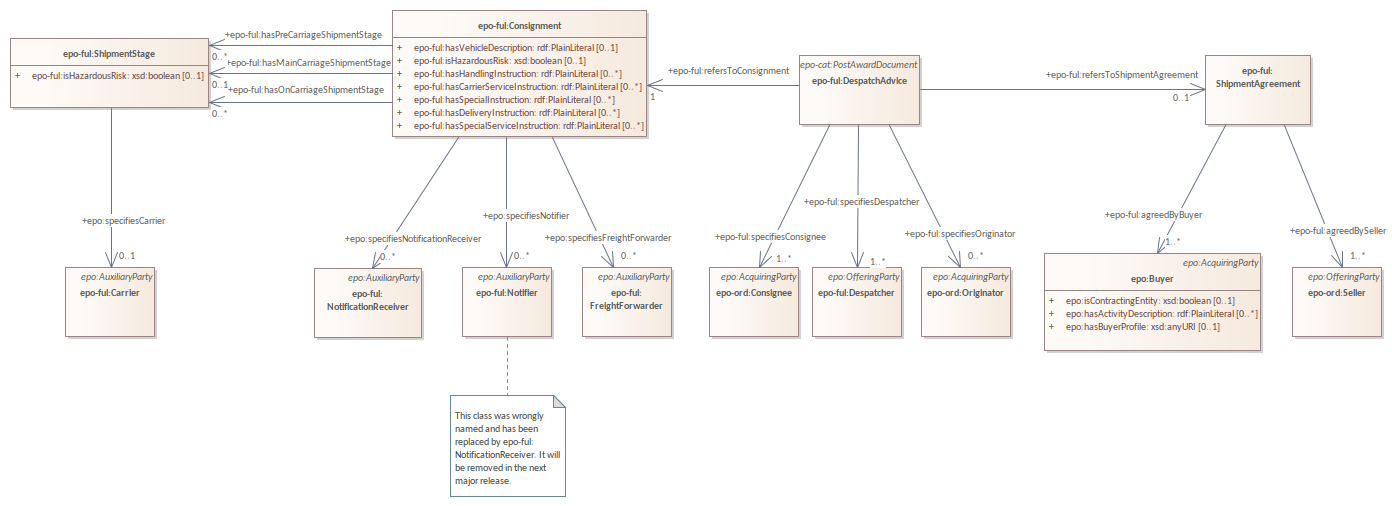 epo-ful:ShipmentStage
+ epo-ful:isHazardousRisk: xsd:boolean [0..1]
+epo-ful:hasPreCarriageShipmentStage
0..*
+epo-ful:hasMainCarriageShipmentStage
0..1
+epo-ful:hasOnCarriageShipmentStage
0..*
epo-ful:Consignment
+ epo-ful:hasVehicleDescription: rdf:PlainLiteral [0..1]
+ epo-ful:isHazardousRisk: xsd:boolean [0..1]
+ epo-ful:hasHandlingInstruction: rdf:PlainLiteral [0..*]
+ epo-ful:hasCarrierServiceInstruction: rdf:PlainLiteral [0..*]
+ epo-ful:hasSpecialInstruction: rdf:PlainLiteral [0..*]
+ epo-ful:hasDeliveryInstruction: rdf:PlainLiteral [0..*]
+ epo-ful:hasSpecialServiceInstruction: rdf:PlainLiteral [0..*]
+epo-ful:refersToConsignment
1
epo-cat:PostAwardDocument
epo-ful:DespatchAdvice
+epo-ful:refersToShipmentAgreement
0..1
epo-ful:
ShipmentAgreement
+epo:specifiesCarrier
0..1
+epo:specifiesNotificationReceiver
0..*
+epo:specifiesNotifier
0..*
+epo:specifiesFreightForwarder
0..*
+epo-ful:specifiesConsignee
1..*
+epo-ful:specifiesDespatcher
1..*
+epo-ful:specifiesOriginator
0..*
+epo-ful:agreedByBuyer
1..*
+epo-ful:agreedBySeller
1..*
epo:AuxiliaryParty
epo-ful:Carrier
epo:AuxiliaryParty
epo-ful:
NotificationReceiver
epo:AuxiliaryParty
epo-ful:Notifier
epo:AuxiliaryParty
epo-ful:
FreightForwarder
epo:AcquiringParty
epo-ord:Consignee
epo:OfferingParty
epo-ful:Despatcher
epo:AcquiringParty
epo-ord:Originator
epo:AcquiringParty
epo:Buyer
+ epo:isContractingEntity: xsd:boolean [0..1]
+ epo:hasActivityDescription: rdf:PlainLiteral [0..*]
+ epo:hasBuyerProfile: xsd:anyURI [0..1]
epo:OfferingParty
epo-ord:Seller
This class was wrongly
named and has been
replaced by epo-ful:
NotificationReceiver. It will
be removed in the next
major release.